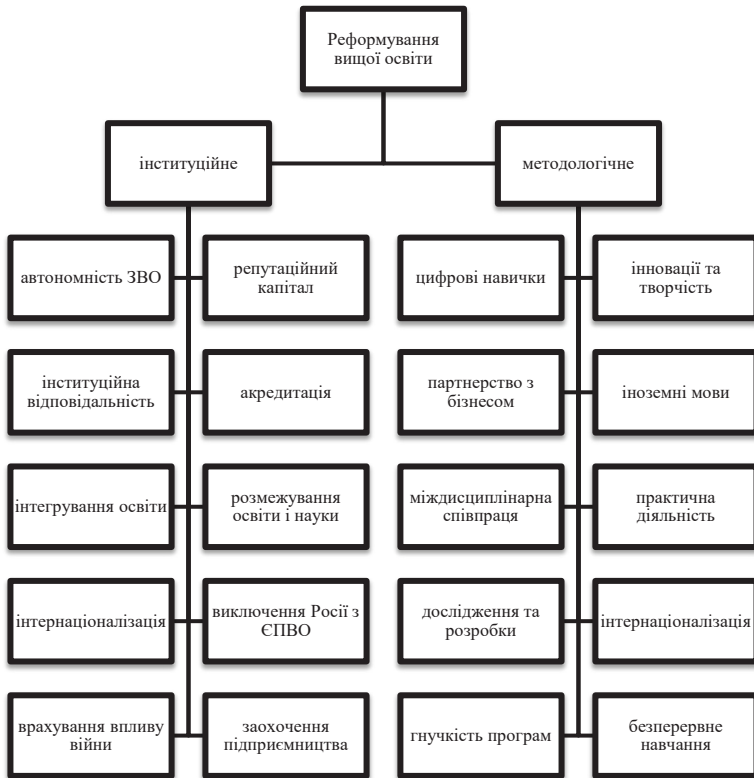 Реформування
вищої освіти
інституційне
методологічне
автономність ЗВО
репутаційний
капітал
цифрові навички
інновації та
творчість
інституційна
відповідальність
акредитація
партнерство з
бізнесом
іноземні мови
інтегрування освіти
розмежування
освіти і науки
міждисциплінарна
співпраця
практична
діяльність
інтернаціоналізація
виключення Росії з
ЄПВО
дослідження та
розробки
інтернаціоналізація
врахування впливу
війни
заохочення
підприємництва
гнучкість програм
безперервне
навчання